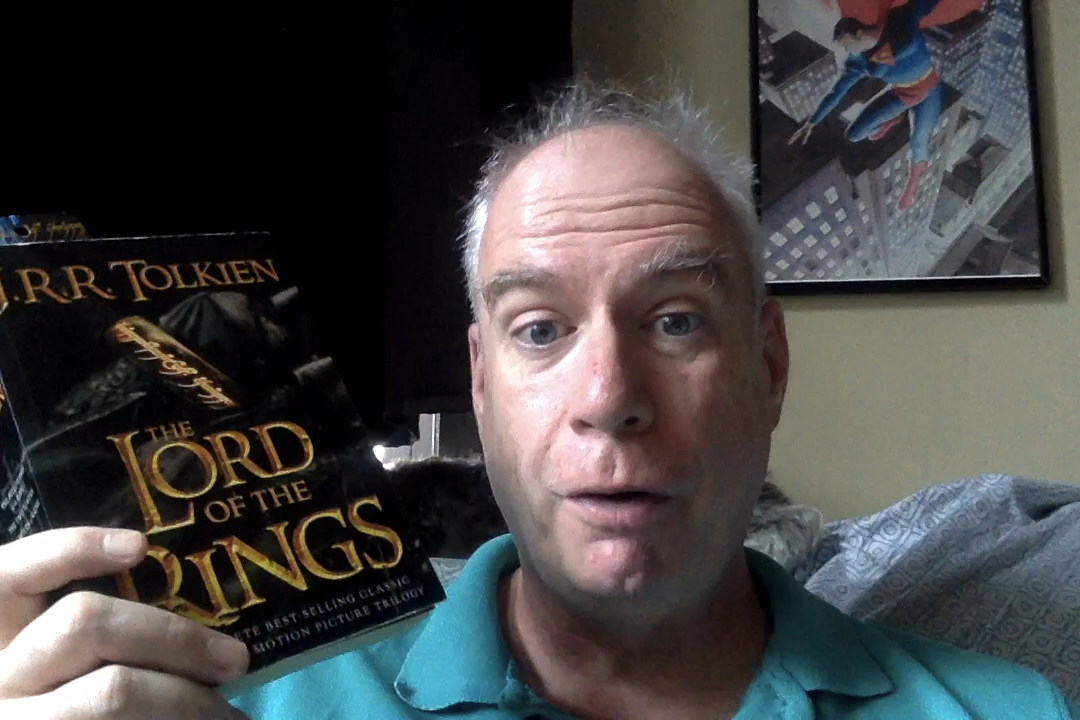 J.R.R. TOLKIEN
THE
LORD
OF THE
RINGS
BEST-SELLING CLASSIC
MOTION PICTURE TRILOGY